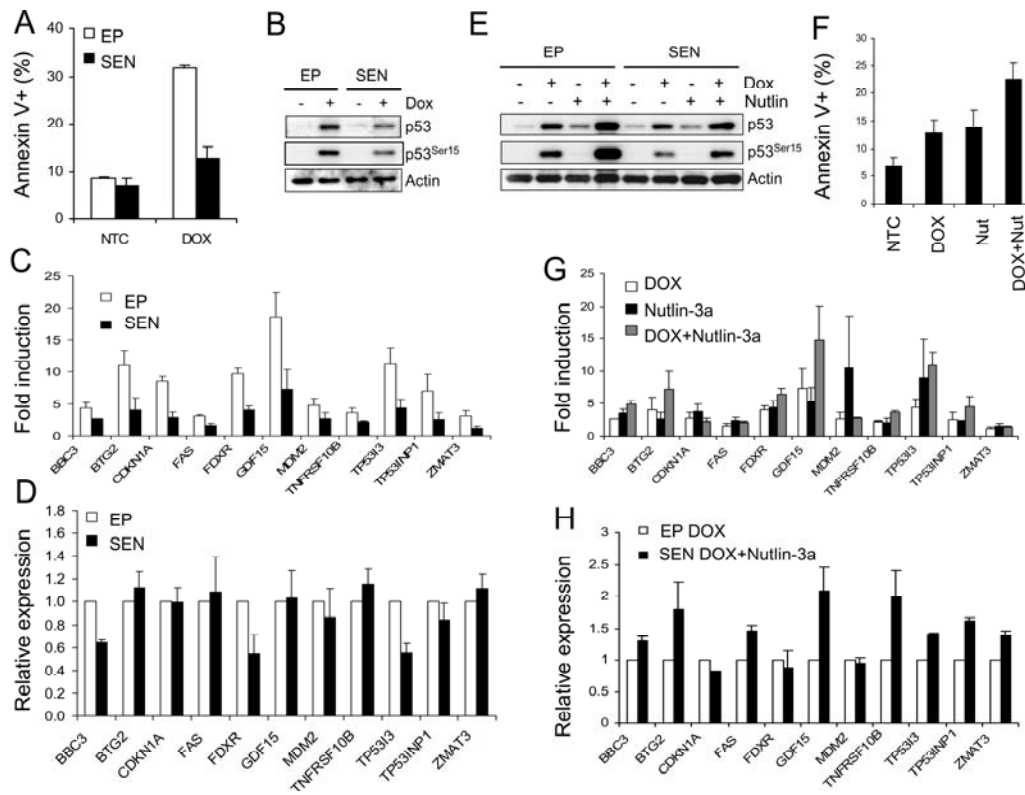 A
Annexin V+ (%)
40
30
20
10
0
EP
SEN
NTC
DOX
B
EP
SEN
- + - + Dox
p53
p53Ser15
Actin
E
EP
SEN
- + - + - + - + Dox
- - + + - - + + Nutlin
p53
p53Ser15
Actin
F
Annexin V+ (%)
30
25
20
15
10
5
0
NTC
DOX
Nut
DOX+Nut
C
Fold induction
25
20
15
10
5
0
EP
SEN
BBC3
BTG2
CDKN1A
FAS
FDXR
GDF15
MDM2
TNFRSF10B
TP53I3
TP53INP1
ZMAT3
G
Fold induction
25
20
15
10
5
0
DOX
Nutlin-3a
DOX+Nutlin-3a
BBC3
BTG2
CDKN1A
FAS
FDXR
GDF15
MDM2
TNFRSF10B
TP53I3
TP53INP1
ZMAT3
D
Relative expression
1.8
1.6
1.4
1.2
1.0
0.8
0.6
0.4
0.2
0.0
EP
SEN
BBC3
BTG2
CDKN1A
FAS
FDXR
GDF15
MDM2
TNFRSF10B
TP53I3
TP53INP1
ZMAT3
H
Relative expression
3
2.5
2
1.5
1
0.5
0
EP DOX
SEN DOX+Nutlin-3a
BBC3
BTG2
CDKN1A
FAS
FDXR
GDF15
MDM2
TNFRSF10B
TP53I3
TP53INP1
ZMAT3